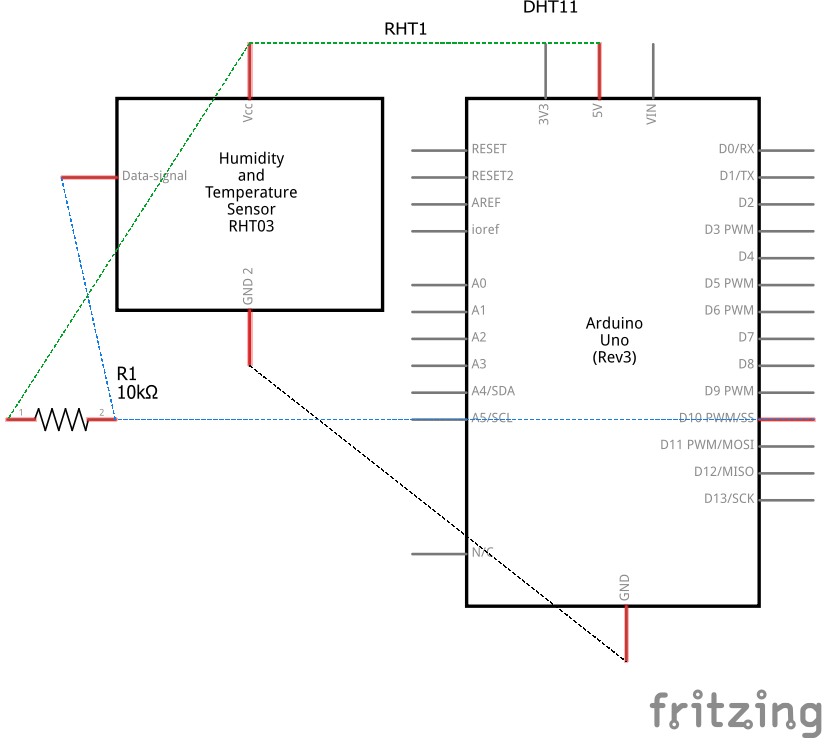 DHT11
RHT1
Vcc
3V3
5V
VIN
Humidity
and
Temperature
Sensor
RHT03
Data-signal
GND 2
RESET
RESET2
AREF
ioref
A0
A1
A2
A3
A4/SDA
A5/SCL
N/C
Arduino
Uno
(Rev3)
D0/RX
D1/TX
D2
D3 PWM
D4
D5 PWM
D6 PWM
D7
D8
D9 PWM
D10 PWM/SS
D11 PWM/MOSI
D12/MISO
D13/SCK
GND
R1
10kΩ
1
2
fritzing